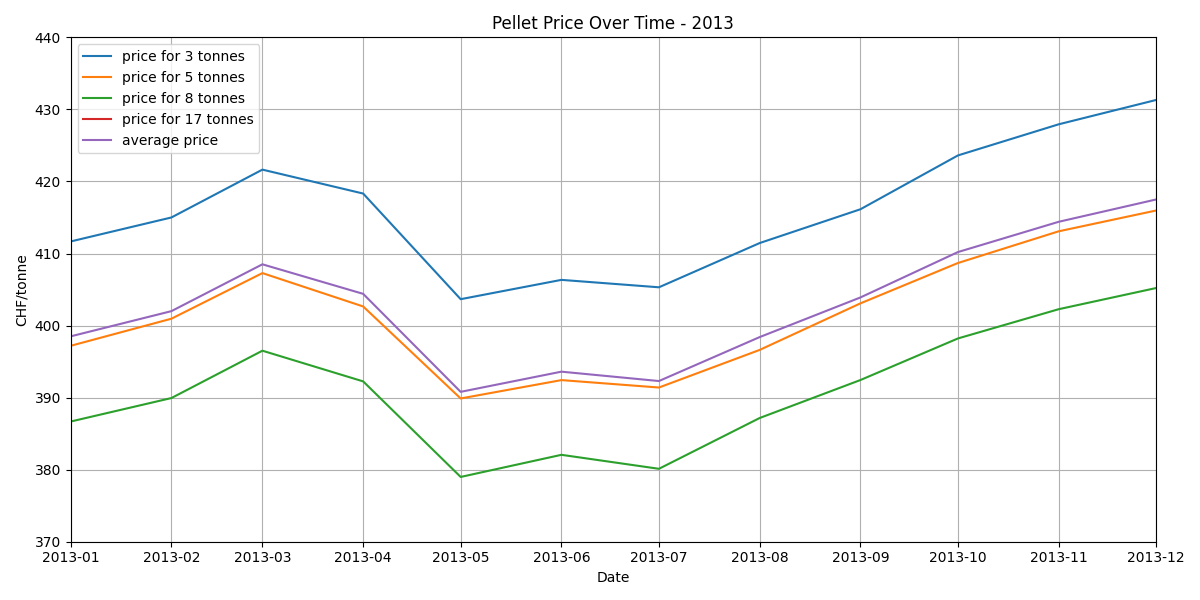 Pellet Price Over Time - 2013
440
430
420
410
400
390
380
370
CHF/tonne
price for 3 tonnes
price for 5 tonnes
price for 8 tonnes
price for 17 tonnes
average price
2013-01 2013-02 2013-03 2013-04 2013-05 2013-06 2013-07 2013-08 2013-09 2013-10 2013-11 2013-12
Date